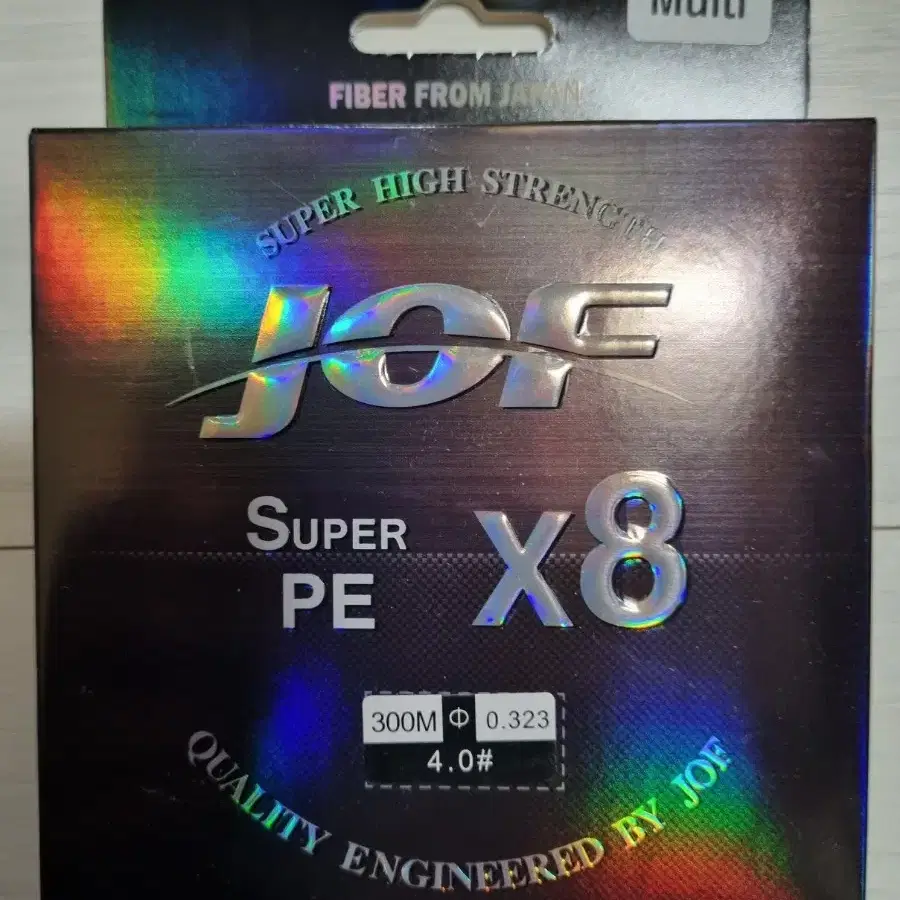 Multi
FIBER FROM JAPAN
SUPER HIGH STRENGTH
JOF
SUPER
PE
X8
300M Φ 0.323
4.0#
QUALITY ENGINEERED BY JOF